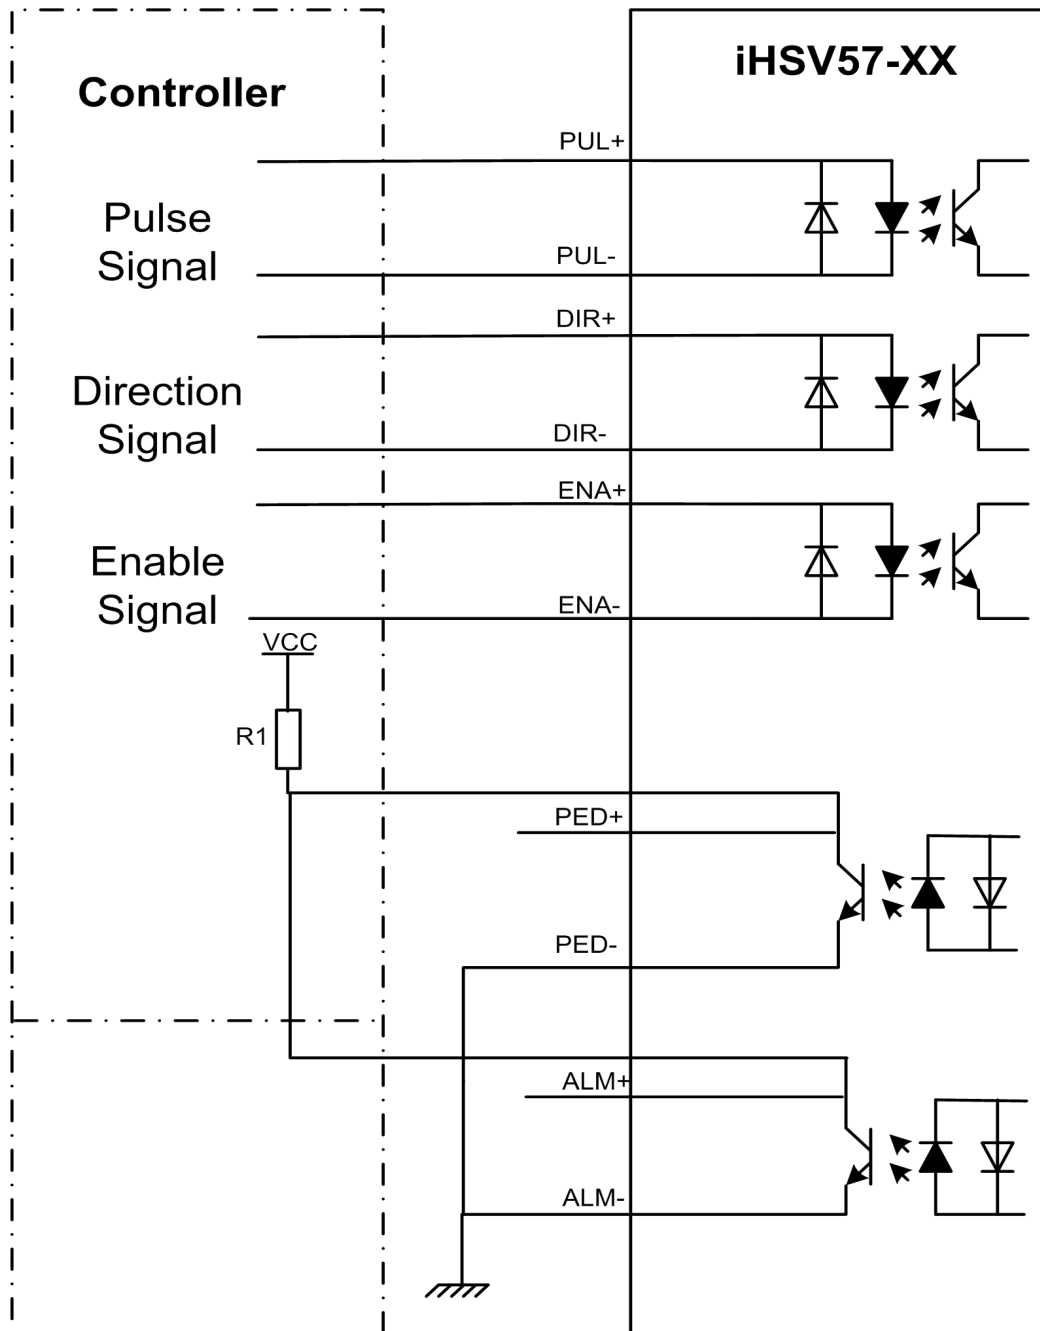 iHSV57-XX
Controller
PUL+
Pulse
Signal
PUL-
DIR+
Direction
Signal
DIR-
ENA+
Enable
Signal
ENA-
VCC
R1
PED+
PED-
ALM+
ALM-